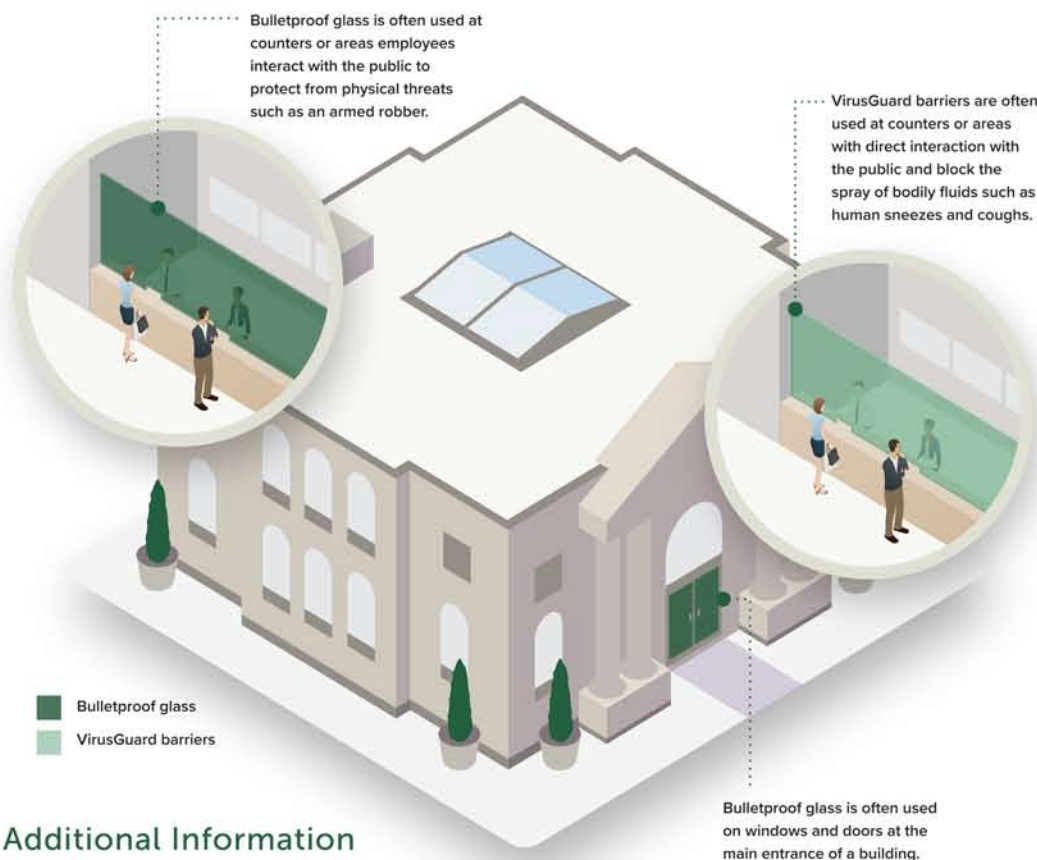 Bulletproof glass is often used at
counters or areas employees
interact with the public to
protect from physical threats
such as an armed robber.
VirusGuard barriers are often
used at counters or areas
with direct interaction with
the public and block the
spray of bodily fluids such as
human sneezes and coughs.
Bulletproof glass
VirusGuard barriers
Bulletproof glass is often used
on windows and doors at the
main entrance of a building.
Additional Information